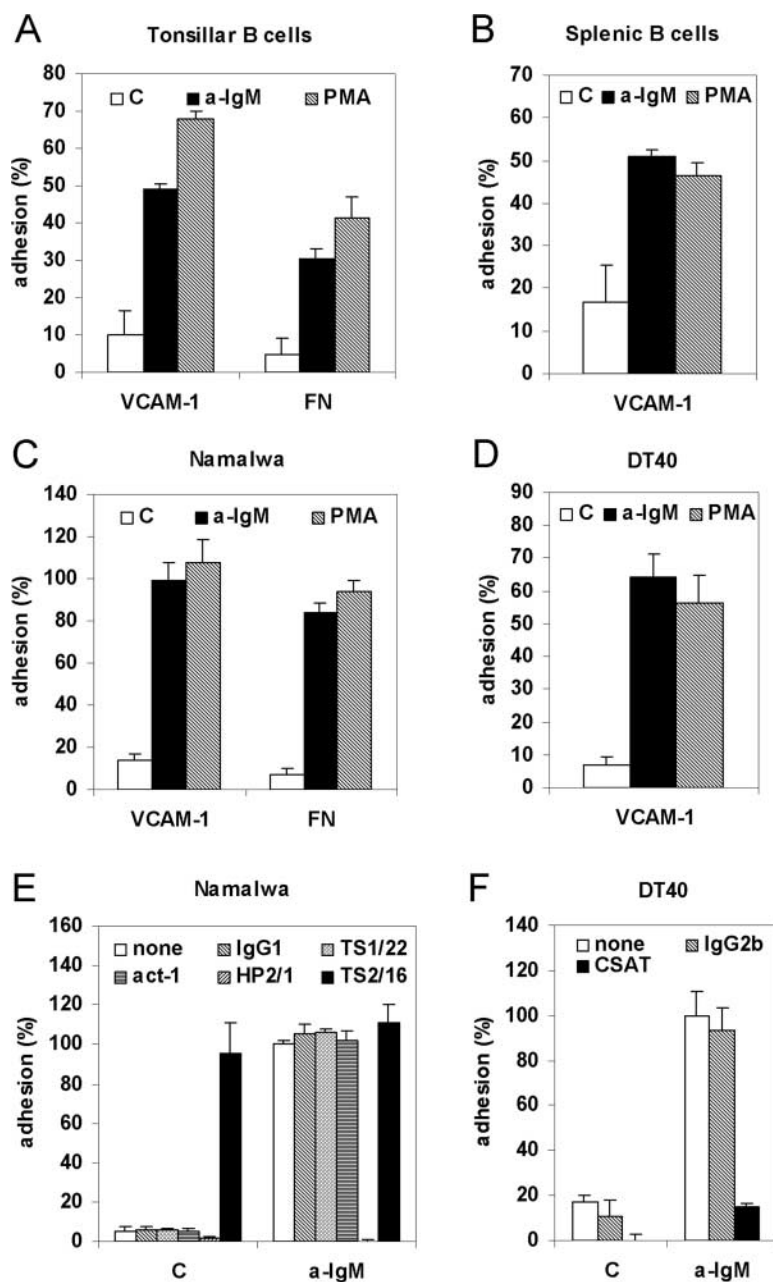 A
Tonsillar B cells
adhesion (%)
80
70
60
50
40
30
20
10
0
C a-IgM PMA
VCAM-1 FN
B
Splenic B cells
adhesion (%)
70
60
50
40
30
20
10
0
C a-IgM PMA
VCAM-1
C
Namalwa
adhesion (%)
140
120
100
80
60
40
20
0
C a-IgM PMA
VCAM-1 FN
D
DT40
adhesion (%)
90
80
70
60
50
40
30
20
10
0
C a-IgM PMA
VCAM-1
E
Namalwa
adhesion (%)
160
140
120
100
80
60
40
20
0
none IgG1 TS1/22
act-1 HP2/1 TS2/16
C a-IgM
F
DT40
adhesion (%)
140
120
100
80
60
40
20
0
none IgG2b
CSAT
C a-IgM